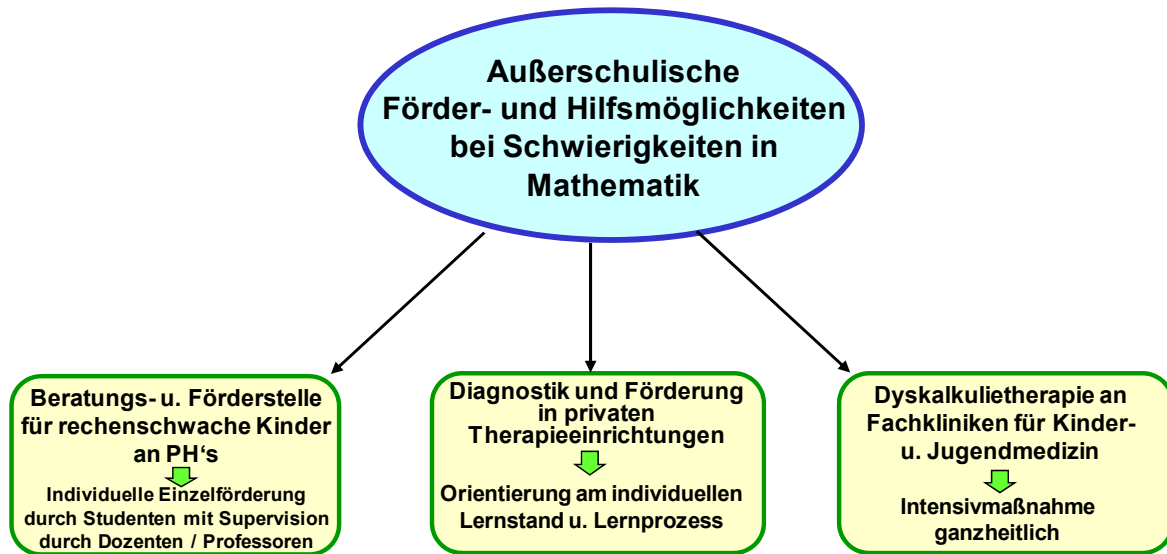 Außerschulische
Förder- und Hilfsmöglichkeiten
bei Schwierigkeiten in
Mathematik
Beratungs- u. Förderstelle
für rechenschwache Kinder
an PH‘s
Individuelle Einzelförderung
durch Studenten mit Supervision
durch Dozenten / Professoren
Diagnostik und Förderung
in privaten
Therapieeinrichtungen
Orientierung am individuellen
Lernstand u. Lernprozess
Dyskalkulietherapie an
Fachkliniken für Kinder-
u. Jugendmedizin
Intensivmaßnahme
ganzheitlich